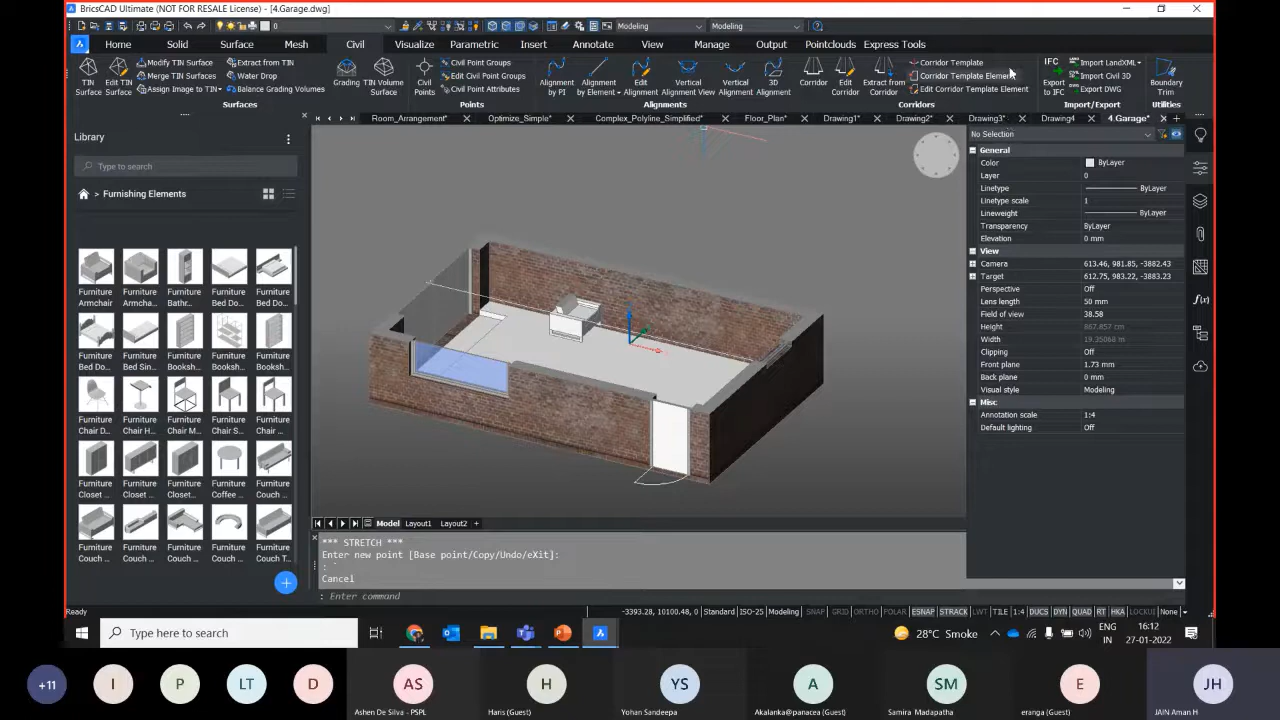 BricsCAD Ultimate (NOT FOR RESALE License) - [4.Garage.dwg]
0
Modeling
Modeling
Home
Solid
Surface
Mesh
Civil
Visualize
Parametric
Insert
Annotate
View
Manage
Output
Pointclouds
Express Tools
TIN Surface
TIN Surfaces
Modify TIN Surface
Merge TIN Surfaces
Assign Image to TIN
Extract from TIN
Water Drop
Balance Grading Volumes
Surfaces
Grading
TIN Volume Surface
Civil Points
Civil Point Groups
Edit Civil Point Groups
Civil Point Attributes
Points
Alignment by PI
Alignment by Element
Edit Alignment
Vertical Alignment View
Vertical Alignment
3D Alignment
Alignments
Corridor
Edit Corridor
Extract from Corridor
Corridor Template
Corridor Template Element
Edit Corridor Template Element
Corridors
IFC
Export to IFC
Import LandXML
Import Civil 3D
Export DWG
Import/Export
Boundary Trim
Utilities
Room_Arrangement*
Optimize_Simple*
Complex_Polyline_Simplified*
Floor_Plan*
Drawing1*
Drawing2*
Drawing3*
Drawing4
4.Garage*
Library
Type to search
> Furnishing Elements
Furniture Armchair
Furniture Armcha...
Furniture Bathr...
Furniture Bed Do...
Furniture Bed Do...
Furniture Bed Do...
Furniture Bed Sin...
Furniture Booksh...
Furniture Booksh...
Furniture Booksh...
Furniture Chair D...
Furniture Chair H...
Furniture Chair M...
Furniture Chair S...
Furniture Chair T...
Furniture Closet ...
Furniture Closet ...
Furniture Closet...
Furniture Coffee ...
Furniture Couch ...
Furniture Couch ...
Furniture Couch ...
Furniture Couch ...
Furniture Couch ...
Furniture Couch T...
No Selection
General
Color ByLayer
Layer 0
Linetype ByLayer
Linetype scale 1
Lineweight ByLayer
Transparency ByLayer
Elevation 0 mm
View
Camera 613.46, 981.85, -3882.43
Target 612.75, 983.22, -3883.23
Perspective Off
Lens length 50 mm
Field of view 38.58
Height 867.857 cm
Width 19.35068 m
Clipping Off
Front plane 1.73 mm
Back plane 0 mm
Visual style Modeling
Misc
Annotation scale 1:4
Default lighting Off
Model
Layout1
Layout2
+
*** STRETCH ***
Enter new point [Base point/Copy/Undo/eXit]:
: `
Cancel
: Enter command
Ready
-3393.28, 10100.48, 0 Standard ISO-25 Modeling SNAP GRID ORTHO POLAR ESNAP STRACK LWT TILE 1:4 DUCS DYN QUAD RT HKA LOCKUI None
Type here to search
28°C Smoke
ENG
IN
16:12
27-01-2022
+11
I
P
LT
D
AS
Ashen De Silva - PSPL
H
Haris (Guest)
YS
Yohan Sandeepa
A
Akalanka@panacea (Guest)
SM
Samira Madapatha
E
eranga (Guest)
JH
JAIN Aman H